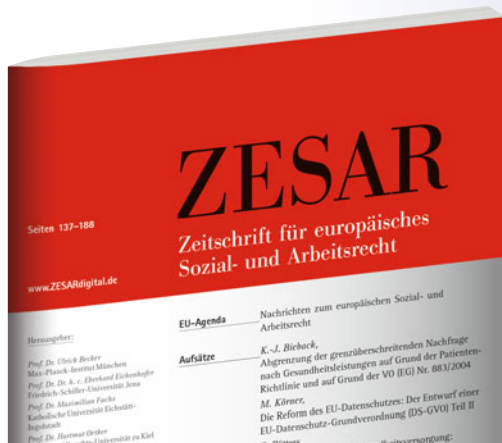 ZESAR
Zeitschrift für europäisches
Sozial- und Arbeitsrecht
Seiten 137–188
www.ZESARdigital.de
Herausgeber:
Prof. Dr. Ulrich Becker
Max-Planck-Institut München
Prof. Dr. Dr. h. c. Eberhard Eichenhofer
Friedrich-Schiller-Universität Jena
Prof. Dr. Maximilian Fuchs
Katholische Universität Eichstätt-
Ingolstadt
Prof. Dr. Hartmut Oetker
zu Kiel
EU-Agenda
Nachrichten zum europäischen Sozial- und
Arbeitsrecht
Aufsätze
K.-J. Bieback,
Abgrenzung der grenzüberschreitenden Nachfrage
nach Gesundheitsleistungen auf Grund der Patienten-
Richtlinie und auf Grund der VO (EG) Nr. 883/2004
M. Körner,
Die Reform des EU-Datenschutzes: Der Entwurf einer
EU-Datenschutz-Grundverordnung (DS-GVO) Teil II